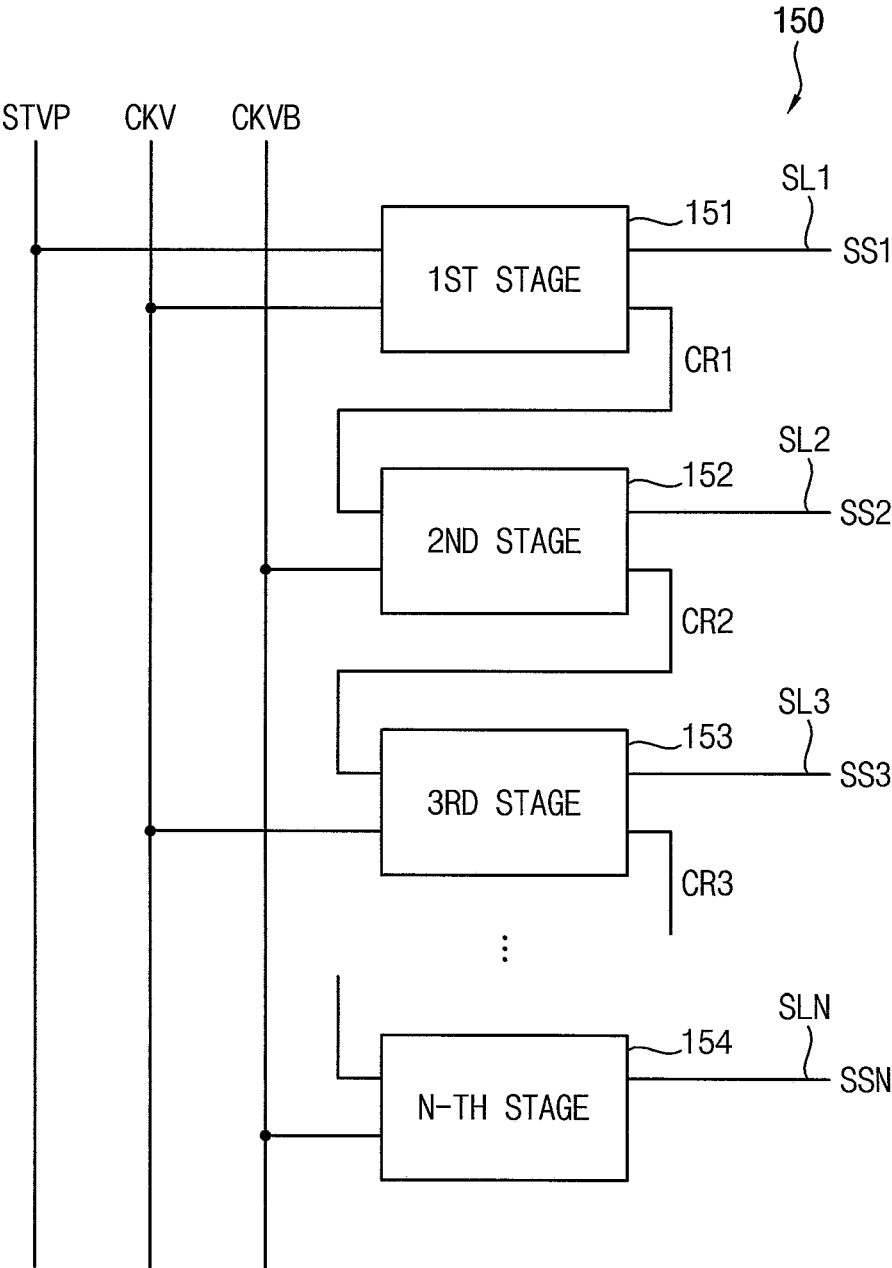 150
STVP CKV CKVB
SL1
151
1ST STAGE
SS1
CR1
SL2
152
2ND STAGE
SS2
CR2
SL3
153
3RD STAGE
SS3
CR3
...
SLN
154
N-TH STAGE
SSN